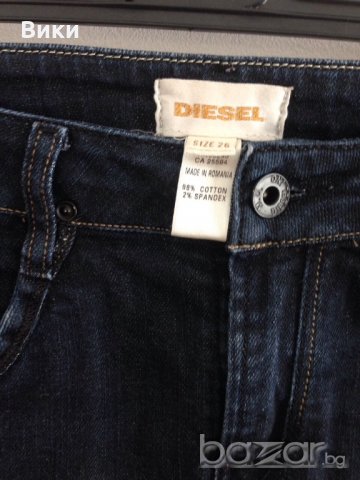 Вики
DIESEL
SIZE 26
CA 25594
MADE IN ROMANIA
98% COTTON
2% SPANDEX
bazar.bg